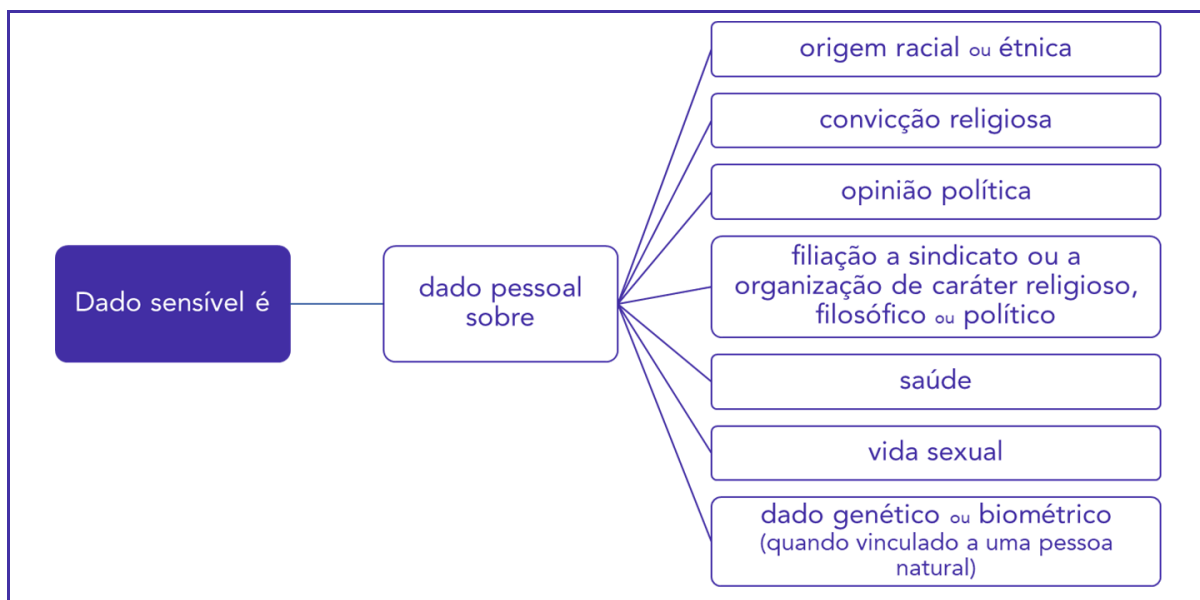 Dado sensível é
dado pessoal
sobre
origem racial ou étnica
convicção religiosa
opinião política
filiação a sindicato ou a
organização de caráter religioso,
filosófico ou político
saúde
vida sexual
dado genético ou biométrico
(quando vinculado a uma pessoa
natural)